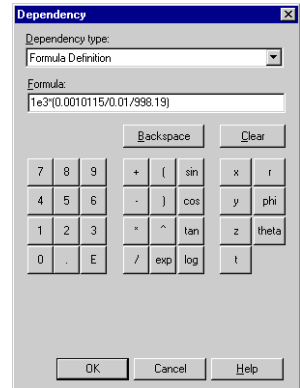 Dependency
Dependency type:
Formula Definition
Formula:
1e3*(0.0010115/0.01/998.19)
Backspace Clear
7 8 9 + ( sin x r
4 5 6 - ) cos y phi
1 2 3 * ^ tan z theta
0 . E / exp log t
OK Cancel Help